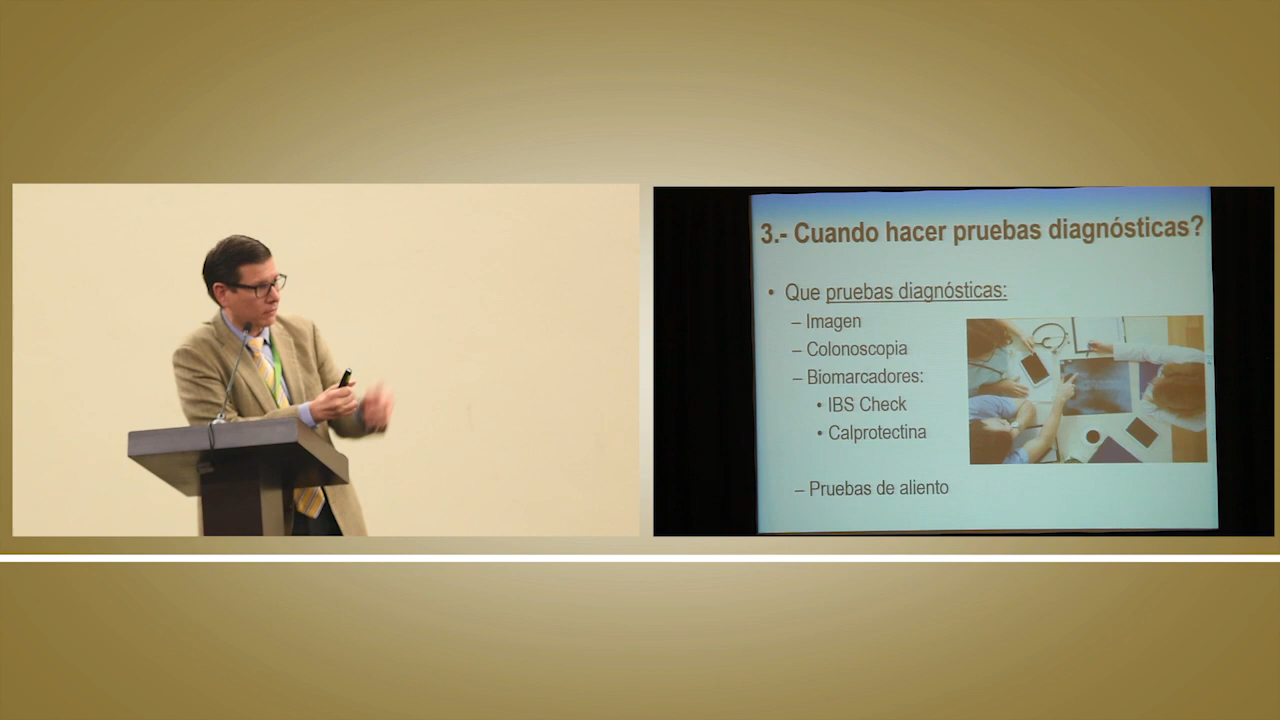 3.- Cuando hacer pruebas diagnósticas?
• Que pruebas diagnósticas:
– Imagen
– Colonoscopia
– Biomarcadores:
• IBS Check
• Calprotectina
– Pruebas de aliento